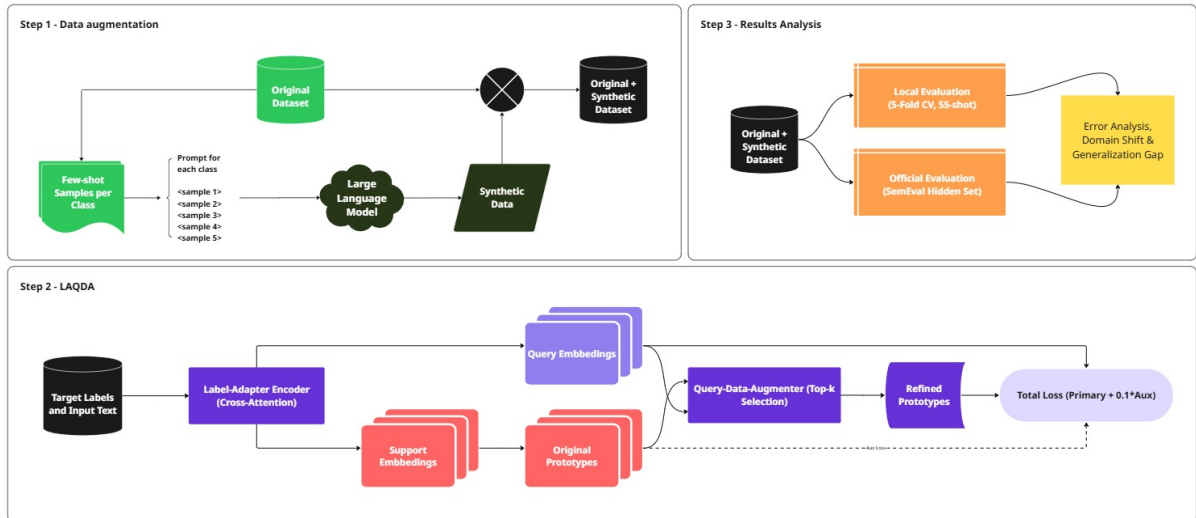 Step 1 - Data augmentation
Original
Dataset
Original +
Synthetic
Dataset
Few-shot
Samples per
Class
Prompt for
each class
<sample 1>
<sample 2>
<sample 3>
<sample 4>
<sample 5>
Large
Language
Model
Synthetic
Data
Step 3 - Results Analysis
Original +
Synthetic
Dataset
Local Evaluation
(5-Fold CV, 55-shot)
Official Evaluation
(SemEval Hidden Set)
Error Analysis,
Domain Shift &
Generalization Gap
Step 2 - LAQDA
Target Labels
and Input Text
Label-Adapter Encoder
(Cross-Attention)
Query Embbedings
Support
Embbedings
Original
Prototypes
Query-Data-Augmenter (Top-k
Selection)
Refined
Prototypes
Total Loss (Primary + 0.1*Aux)
Aux Loss